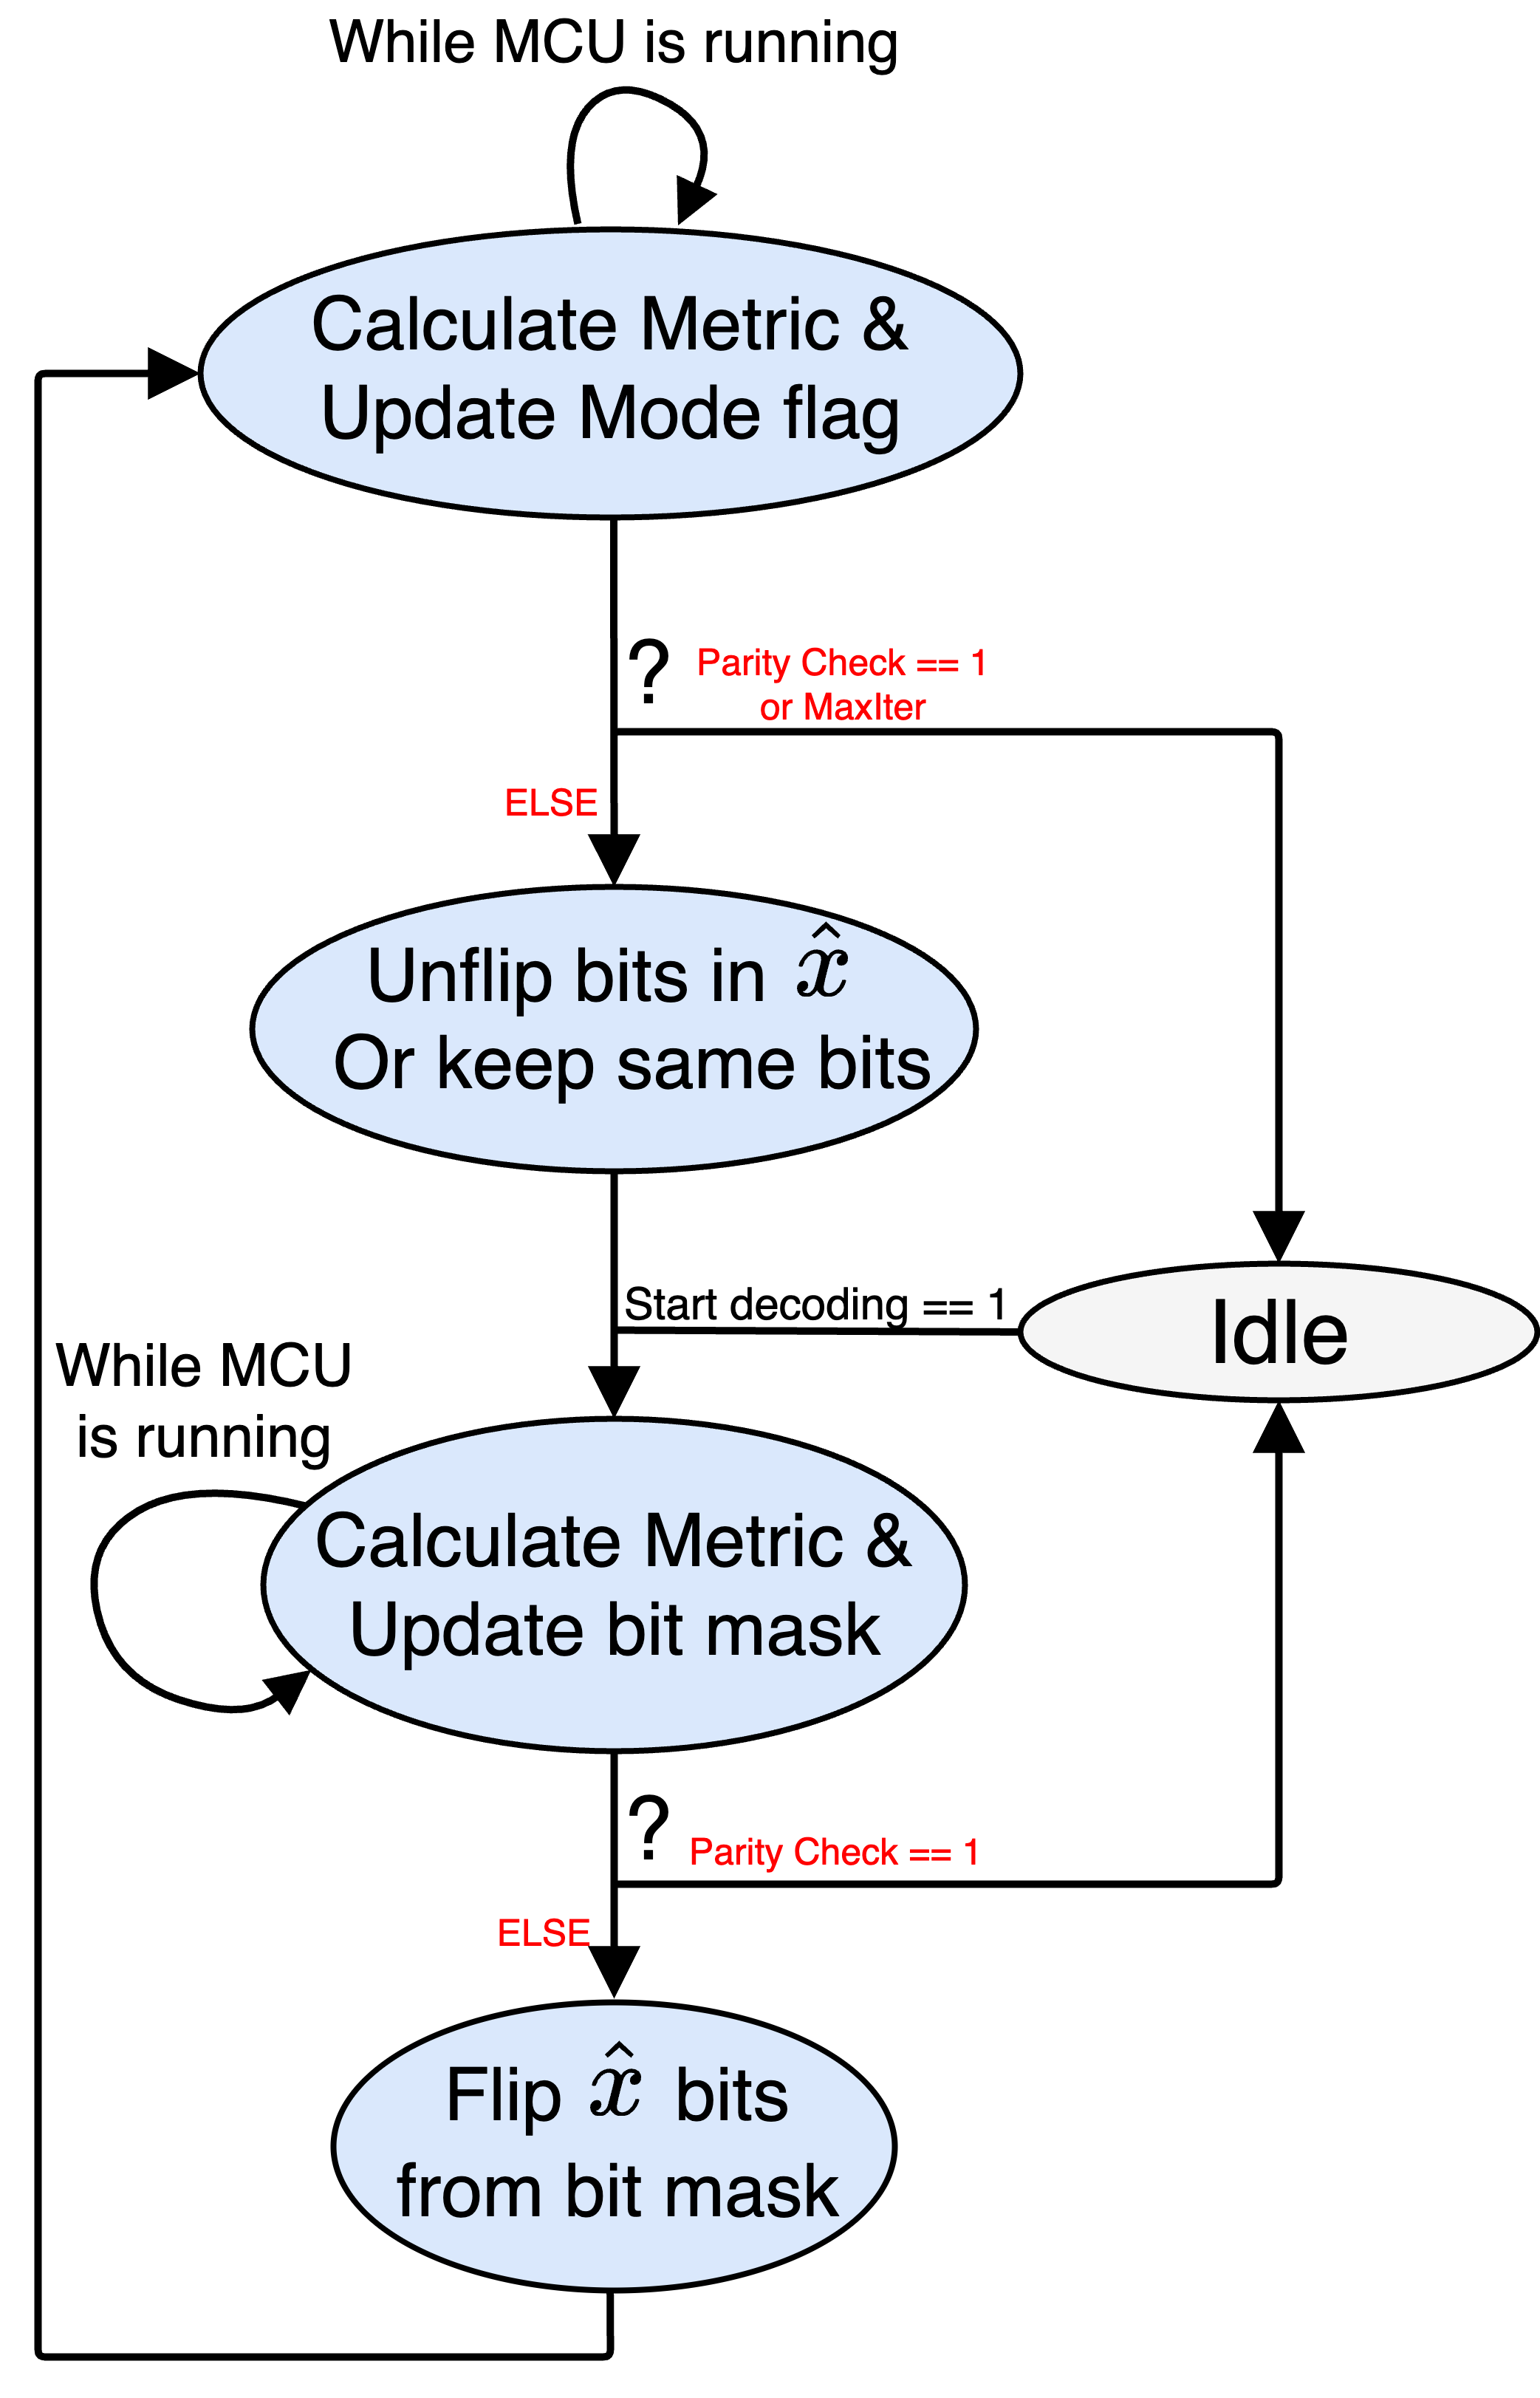 While MCU is running
Calculate Metric &
Update Mode flag
?
Parity Check == 1
or MaxIter
ELSE
Unflip bits in x̂
Or keep same bits
Start decoding == 1
Idle
While MCU
is running
Calculate Metric &
Update bit mask
?
Parity Check == 1
ELSE
Flip x̂ bits
from bit mask